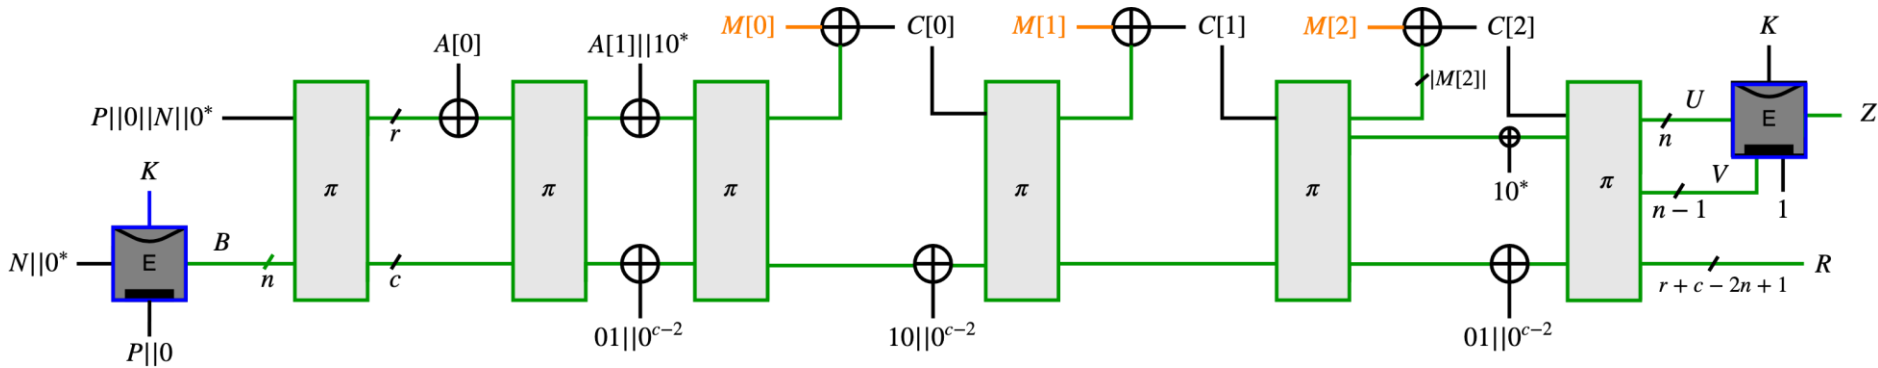 M[0]
C[0]
M[1]
C[1]
M[2]
C[2]
K
A[0]
A[1]||10*
|M[2]|
P||0||N||0*
r
U
n
E
Z
K
π
π
π
π
π
π
10*
V
n − 1
1
N||0*
E
B
n
c
R
r + c − 2n + 1
P||0
01||0^{c−2}
10||0^{c−2}
01||0^{c−2}